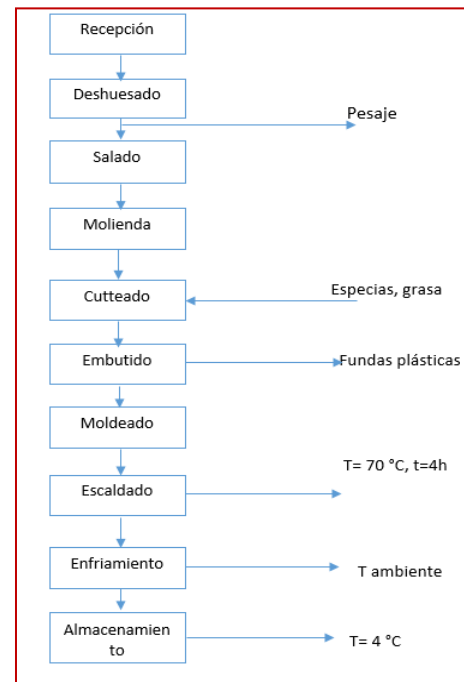 Recepción
Deshuesado
Pesaje
Salado
Molienda
Cutteado
Especias, grasa
Embutido
Fundas plásticas
Moldeado
T= 70 °C, t=4h
Escaldado
Enfriamiento
T ambiente
Almacenamien
to
T= 4 °C